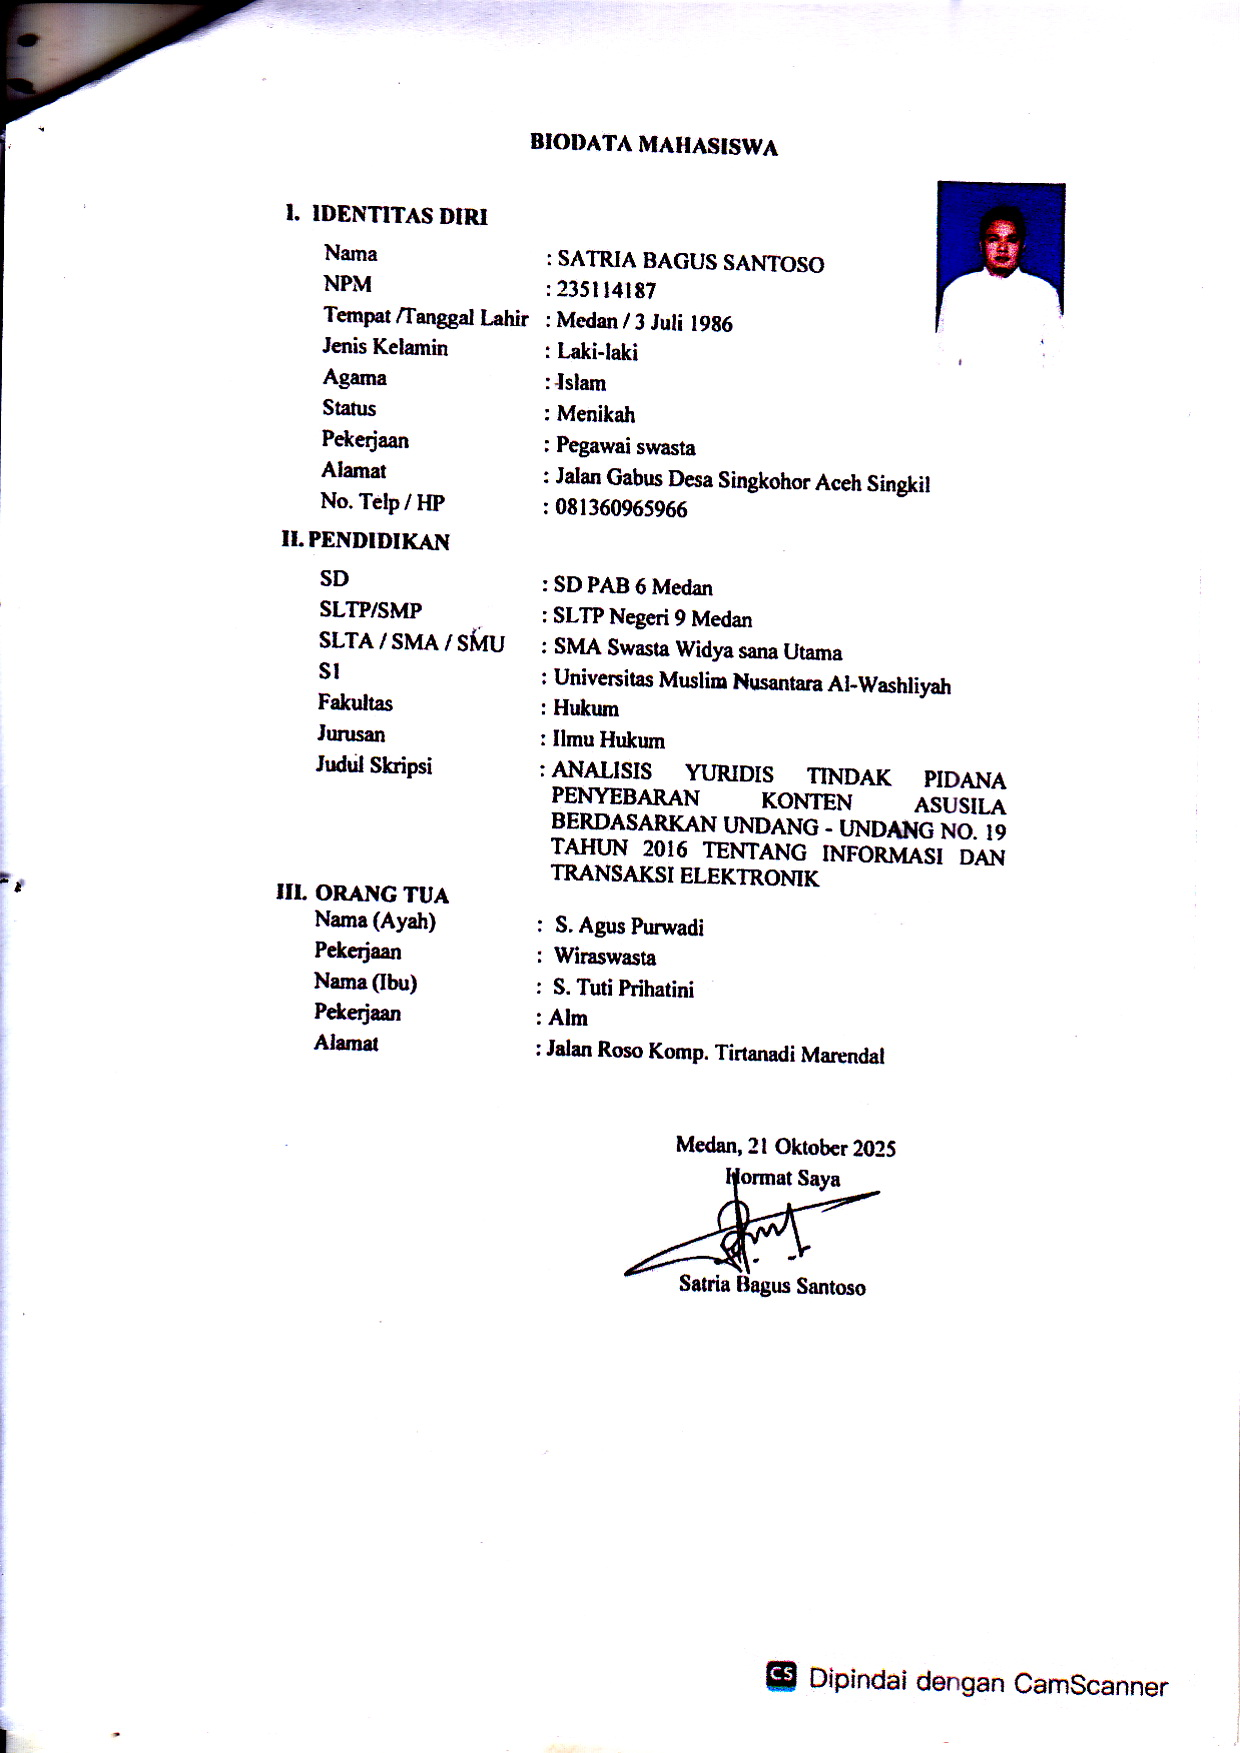 BIODATA MAHASISWA
I. IDENTITAS DIRI
Nama : SATRIA BAGUS SANTOSO
NPM : 235114187
Tempat /Tanggal Lahir : Medan / 3 Juli 1986
Jenis Kelamin : Laki-laki
Agama : Islam
Status : Menikah
Pekerjaan : Pegawai swasta
Alamat : Jalan Gabus Desa Singkohor Aceh Singkil
No. Telp / HP : 081360965966
II. PENDIDIKAN
SD : SD PAB 6 Medan
SLTP/SMP : SLTP Negeri 9 Medan
SLTA / SMA / SMU : SMA Swasta Widya sana Utama
S1 : Universitas Muslim Nusantara Al-Washliyah
Fakultas : Hukum
Jurusan : Ilmu Hukum
Judul Skripsi : ANALISIS YURIDIS TINDAK PIDANA
PENYEBARAN KONTEN ASUSILA
BERDASARKAN UNDANG - UNDANG NO. 19
TAHUN 2016 TENTANG INFORMASI DAN
TRANSAKSI ELEKTRONIK
III. ORANG TUA
Nama (Ayah) : S. Agus Purwadi
Pekerjaan : Wiraswasta
Nama (Ibu) : S. Tuti Prihatini
Pekerjaan : Alm
Alamat : Jalan Roso Komp. Tirtanadi Marendal
Medan, 21 Oktober 2025
Hormat Saya
Satria Bagus Santoso
CS Dipindai dengan CamScanner